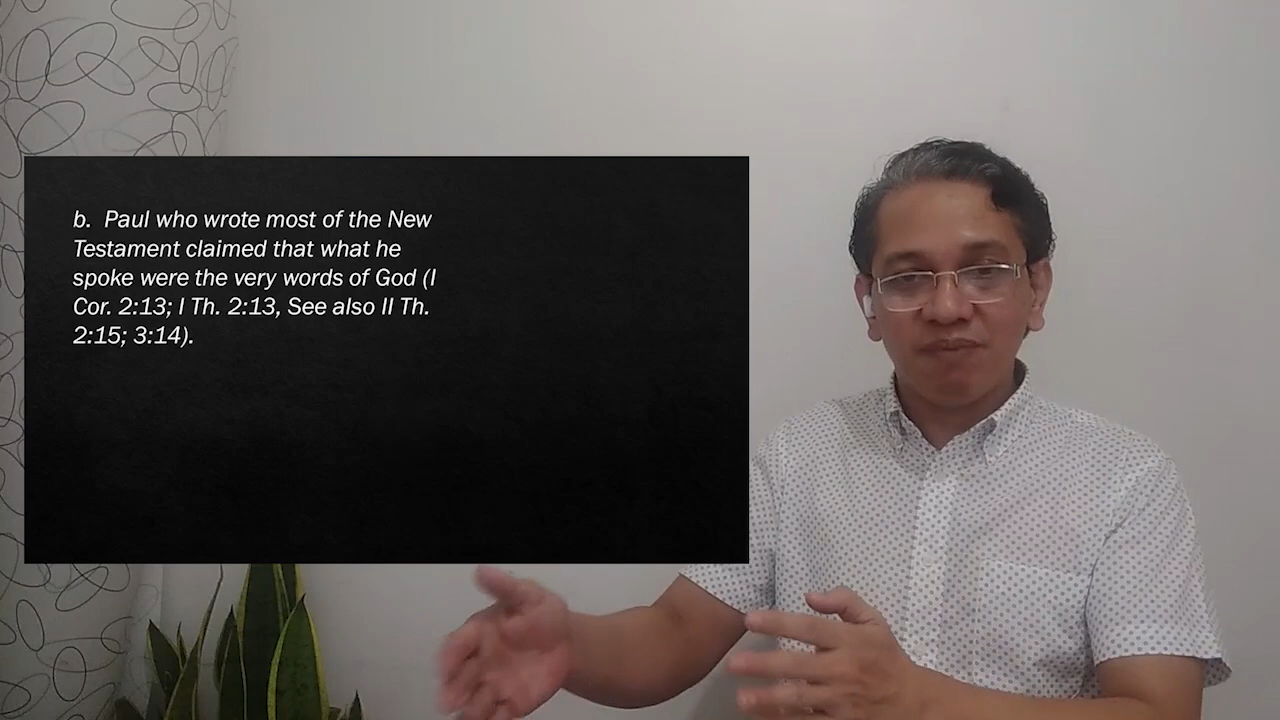 b. Paul who wrote most of the New
Testament claimed that what he
spoke were the very words of God (I
Cor. 2:13; I Th. 2:13, See also II Th.
2:15; 3:14).